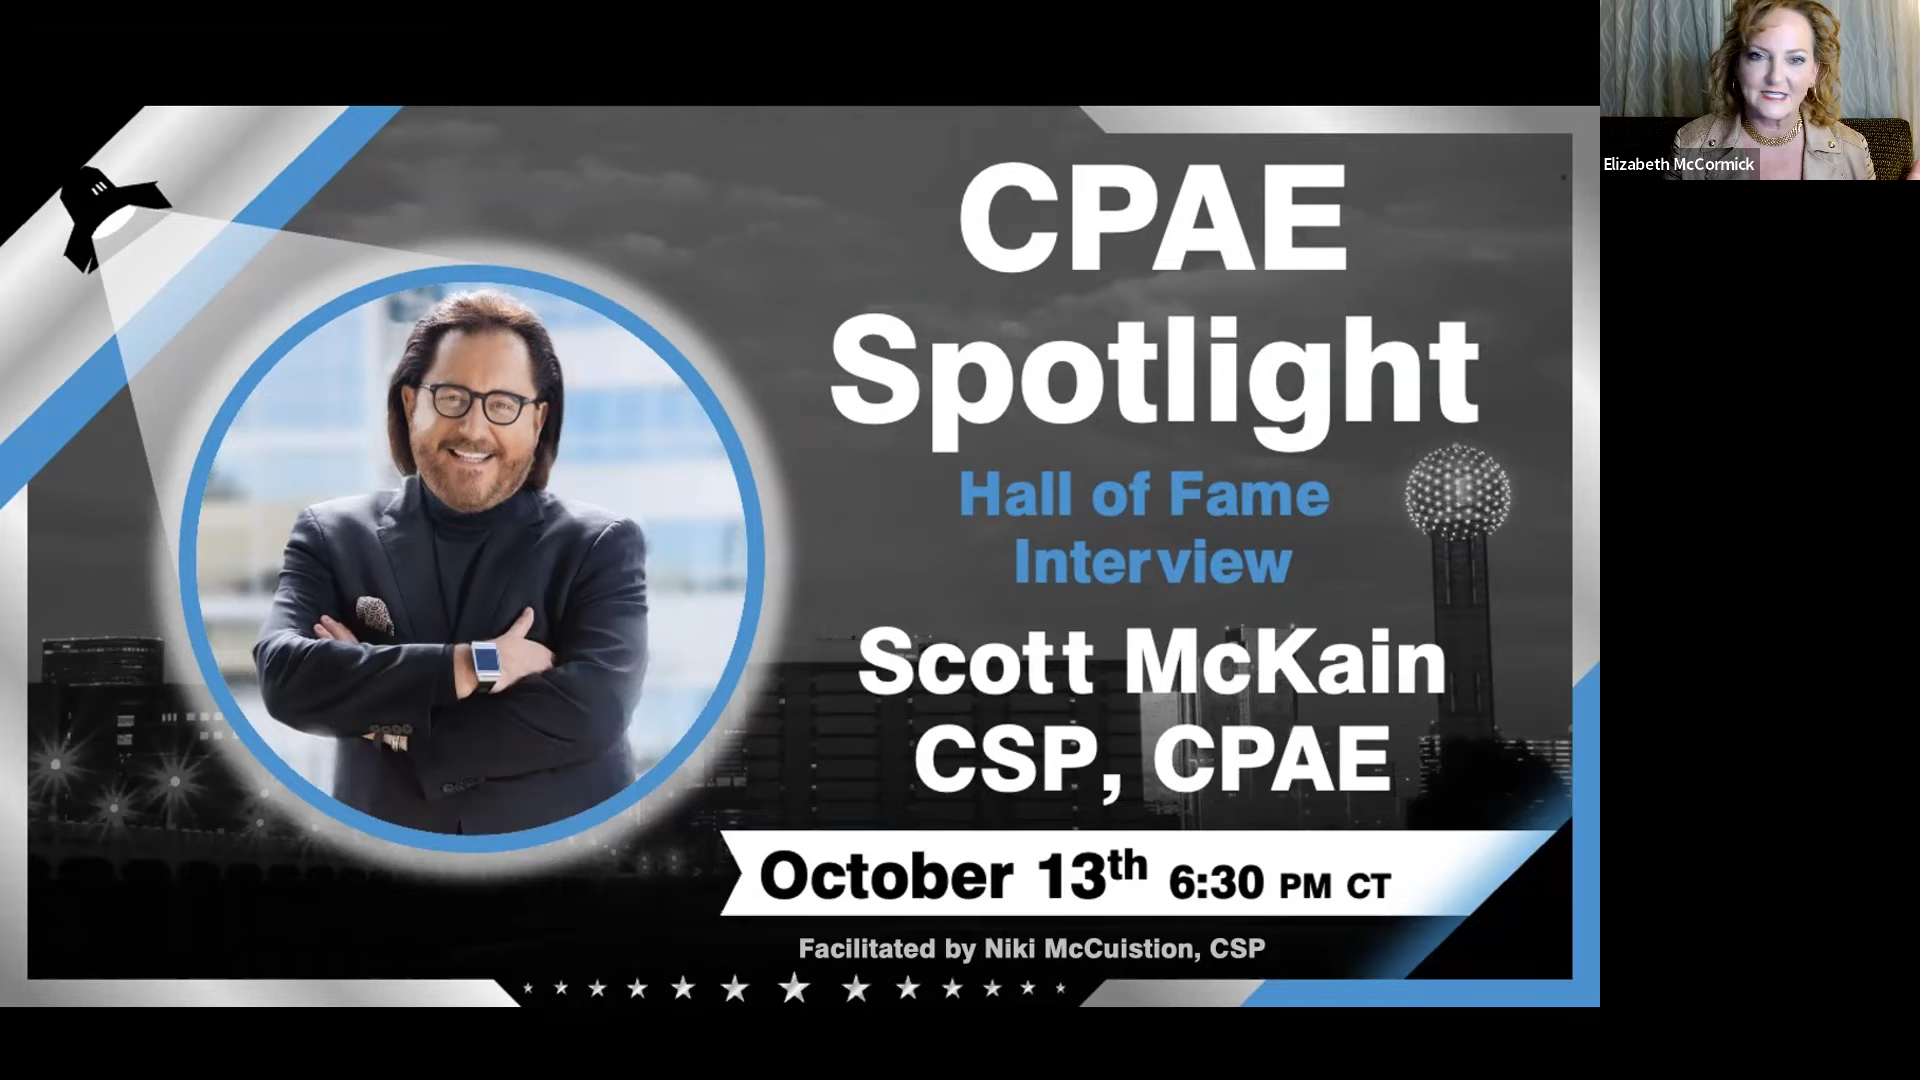 CPAE
Spotlight
Hall of Fame
Interview
Scott McKain
CSP, CPAE
October 13th 6:30 PM CT
Facilitated by Niki McCuistion, CSP
Elizabeth McCormick